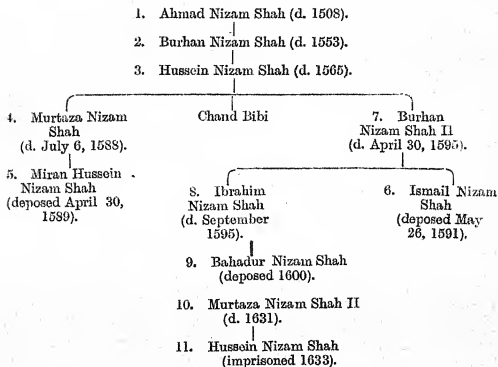 1. Ahmad Nizam Shah (d. 1508).
2. Burhan Nizam Shah (d. 1553).
3. Hussein Nizam Shah (d. 1565).
4. Murtaza Nizam
Shah
(d. July 6, 1588).
Chand Bibi
7. Burhan
Nizam Shah II
(d. April 30, 1595).
5. Miran Hussein
Nizam Shah
(deposed April 30,
1589).
8. Ibrahim
Nizam Shah
(d. September
1595).
6. Ismail Nizam
Shah
(deposed May
26, 1591).
9. Bahadur Nizam Shah
(deposed 1600).
10. Murtaza Nizam Shah II
(d. 1631).
11. Hussein Nizam Shah
(imprisoned 1633).